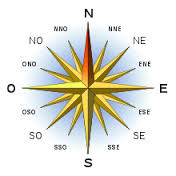 N
NNO NNE
NO NE
ONO ENE
O E
OSO ESE
SO SE
SSO SSE
S